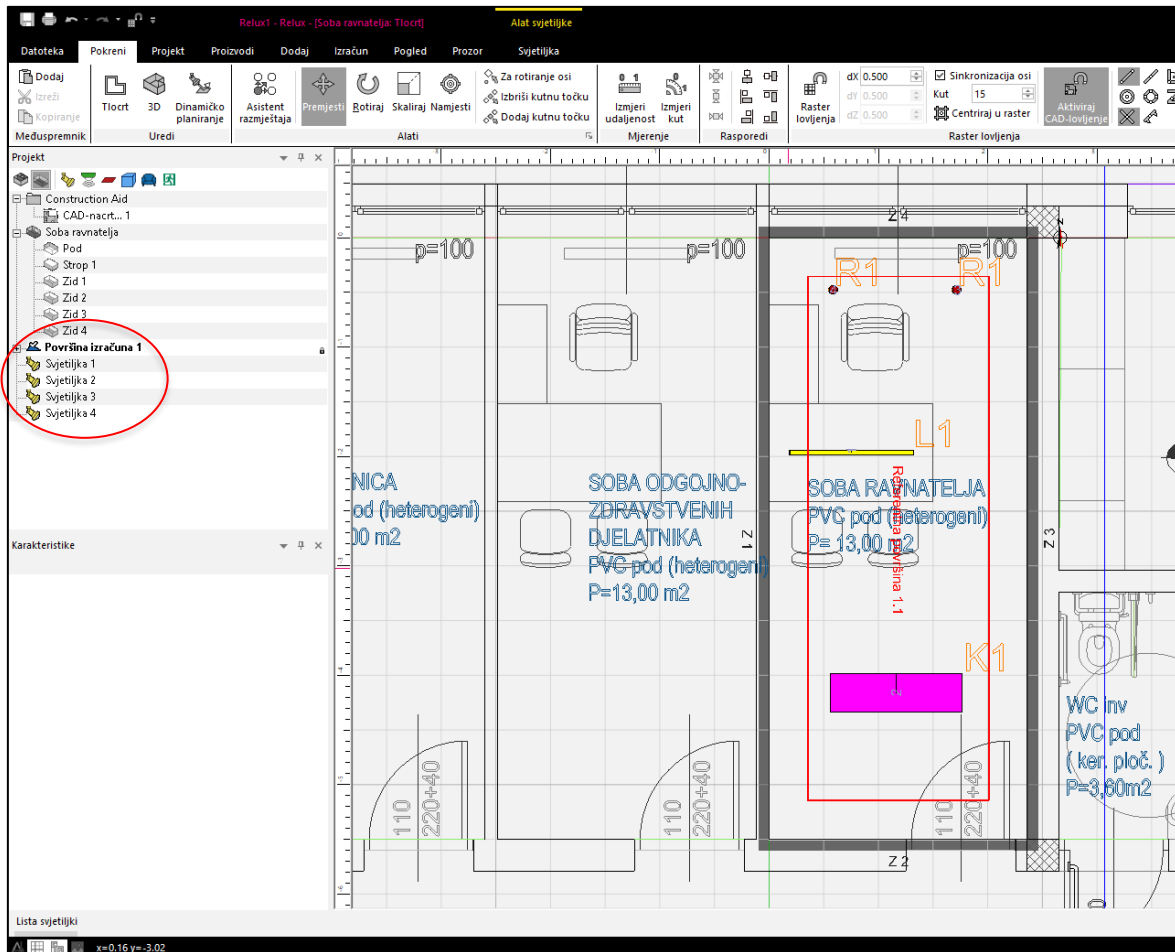 Relux1 - Relux - [Soba ravnatelja: Tlocrt]
Alat svjetiljke
Datoteka Pokreni Projekt Proizvodi Dodaj Izračun Pogled Prozor Svjetiljka
Dodaj
Izreži
Kopiranje
Međuspremnik
Tlocrt
3D
Dinamičko
planiranje
Uredi
Asistent
razmještaja
Premjesti
Rotiraj
Skaliraj
Namjesti
Za rotiranje osi
Izbriši kutnu točku
Dodaj kutnu točku
Alati
Izmjeri
udaljenost
Izmjeri
kut
Mjerenje
Rasporedi
Raster
lovljenja
dX 0.500
dY 0.500
dZ 0.500
Sinkronizacija osi
Kut 15
Centriraj u raster
Aktiviraj
CAD-lovljenje
Raster lovljenja
Projekt
Construction Aid
CAD-nacrt... 1
Soba ravnatelja
Pod
Strop 1
Zid 1
Zid 2
Zid 3
Zid 4
Površina izračuna 1
Svjetiljka 1
Svjetiljka 2
Svjetiljka 3
Svjetiljka 4
Karakteristike
Lista svjetiljki
x=0.16 y=-3.02
Z 4
p=100
p=100
p=100
R1
R1
L1
NICA
od (heterogeni)
00 m2
SOBA ODGOJNO-
ZDRAVSTVENIH
DJELATNIKA
PVC pod (heterogeni)
P=13,00 m2
Z 1
SOBA RAVNATELJA
PVC pod (heterogeni)
P= 13,00 m2
Referentna površina 1.1
Z 3
K1
WC inv
PVC pod
( ker. ploč. )
P=3,60m2
110
220+40
110
220+40
110
220+40
Z 2